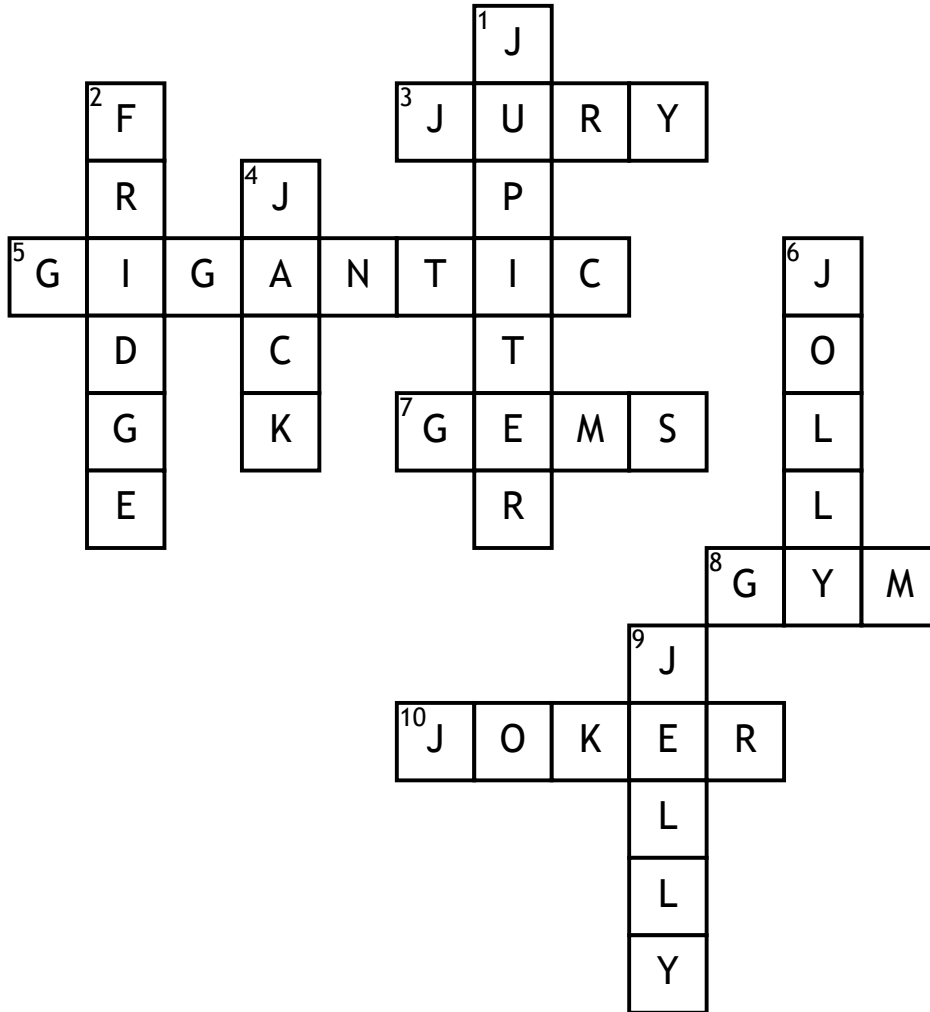 1 J
2 F 3 J U R Y
R 4 J P
5 G I G A N T I C 6 J
D C T O
G K 7 G E M S L
E R L
8 G Y M
9 J
10 J O K E R
L
L
Y